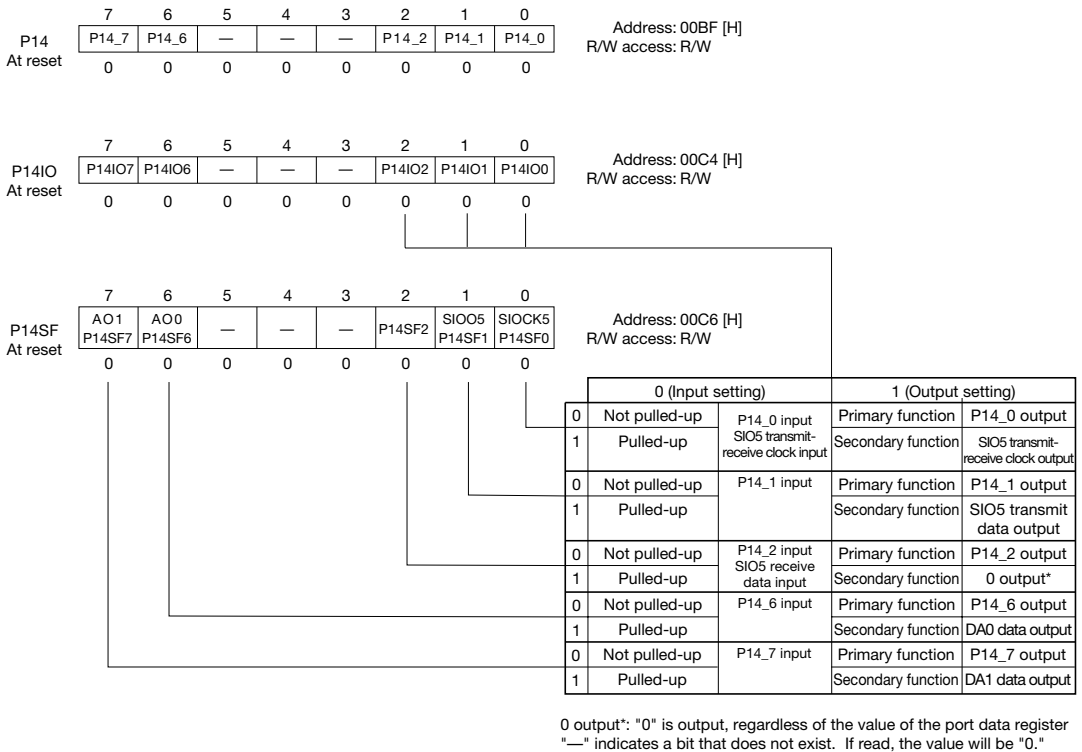 7 6 5 4 3 2 1 0
P14 P14_7 P14_6 — — — P14_2 P14_1 P14_0 Address: 00BF [H]
At reset 0 0 0 0 0 0 0 0 R/W access: R/W
7 6 5 4 3 2 1 0
P14IO P14IO7 P14IO6 — — — P14IO2 P14IO1 P14IO0 Address: 00C4 [H]
At reset 0 0 0 0 0 0 0 0 R/W access: R/W
7 6 5 4 3 2 1 0
AO1 AO0 SIOO5 SIOCK5 Address: 00C6 [H]
P14SF P14SF7 P14SF6 — — — P14SF2 P14SF1 P14SF0 R/W access: R/W
At reset 0 0 0 0 0 0 0 0
0 (Input setting) 1 (Output setting)
0 Not pulled-up P14_0 input Primary function P14_0 output
1 Pulled-up SIO5 transmit- Secondary function SIO5 transmit-
receive clock input receive clock output
0 Not pulled-up P14_1 input Primary function P14_1 output
1 Pulled-up Secondary function SIO5 transmit
data output
0 Not pulled-up P14_2 input Primary function P14_2 output
SIO5 receive
1 Pulled-up data input Secondary function 0 output*
0 Not pulled-up P14_6 input Primary function P14_6 output
1 Pulled-up Secondary function DA0 data output
0 Not pulled-up P14_7 input Primary function P14_7 output
1 Pulled-up Secondary function DA1 data output
0 output*: "0" is output, regardless of the value of the port data register
"—" indicates a bit that does not exist. If read, the value will be "0."